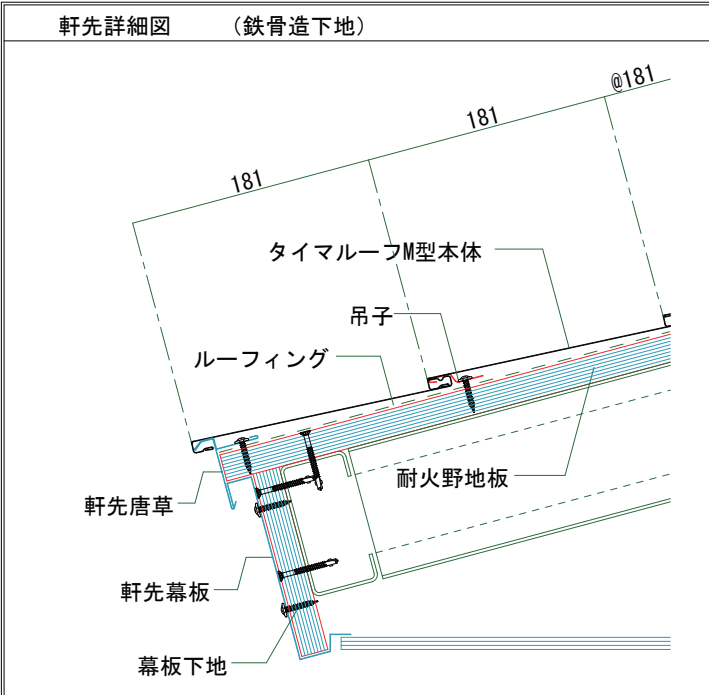 軒先詳細図 （鉄骨造下地）
@181
181
181
タイマルーフM型本体
吊子
ルーフィング
耐火野地板
軒先唐草
軒先幕板
幕板下地